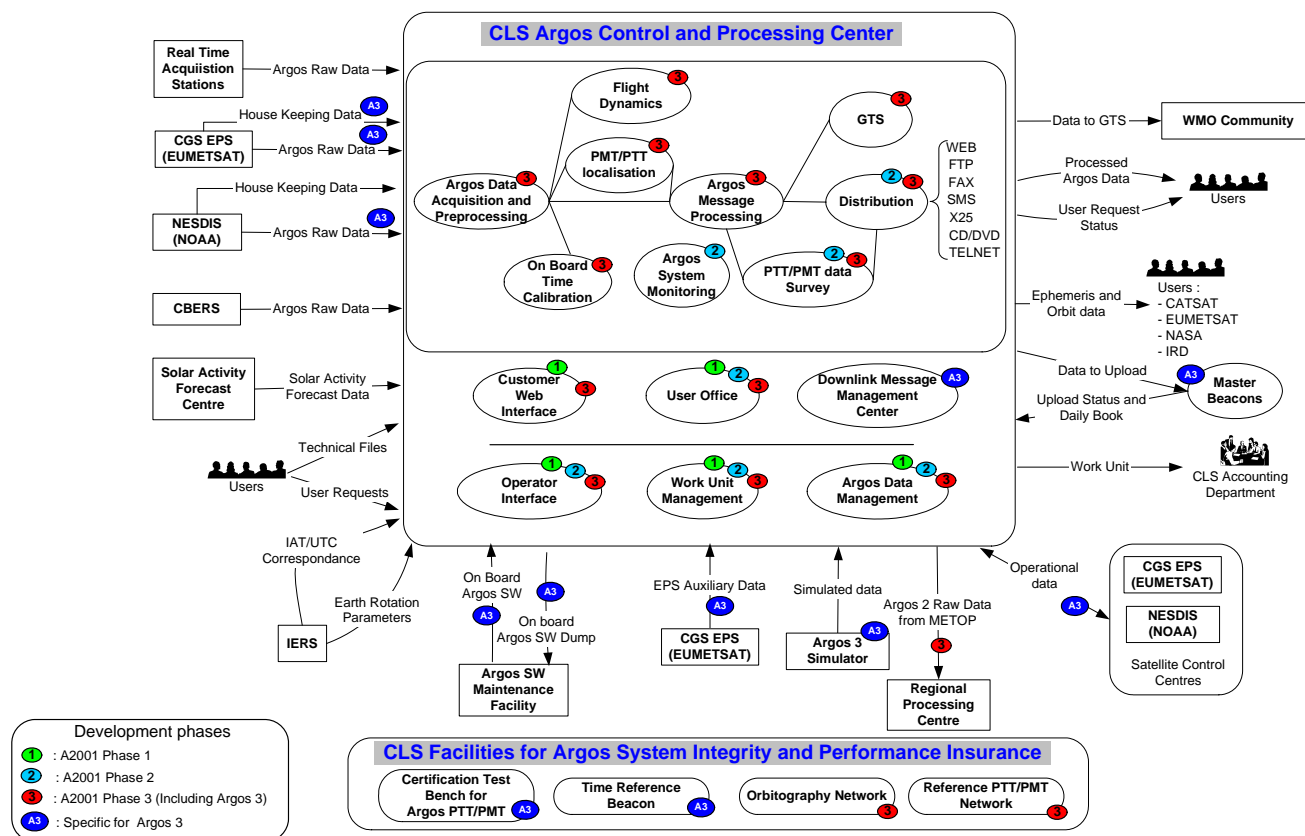 CLS Argos Control and Processing Center
Real Time
Acquiistion
Stations
Argos Raw Data
House Keeping Data
A3
A3
CGS EPS
(EUMETSAT)
Argos Raw Data
House Keeping Data
A3
NESDIS
(NOAA)
Argos Raw Data
CBERS
Argos Raw Data
Solar Activity
Forecast
Centre
Solar Activity
Forecast Data
Technical Files
Users
User Requests
IAT/UTC
Correspondance
Earth Rotation
Parameters
IERS
Flight
Dynamics
3
PMT/PTT
localisation
3
Argos Data
Acquisition and
Preprocessing
3
On Board
Time
Calibration
3
Argos
Message
Processing
3
Argos
System
Monitoring
2
GTS
3
Distribution
2
3
PTT/PMT data
Survey
2
3
WEB
FTP
FAX
SMS
X25
CD/DVD
TELNET
Customer
Web
Interface
1
3
User Office
1
2
3
Downlink Message
Management
Center
A3
Operator
Interface
1
2
3
Work Unit
Management
1
2
3
Argos Data
Management
1
2
3
Data to GTS
WMO Community
Processed
Argos Data
User Request
Status
Users
Ephemeris and
Orbit data
Users :
- CATSAT
- EUMETSAT
- NASA
- IRD
Data to Upload
A3
Master
Beacons
Upload Status and
Daily Book
Work Unit
CLS Accounting
Department
Operational
data
A3
CGS EPS
(EUMETSAT)
NESDIS
(NOAA)
Satellite Control
Centres
On Board
Argos SW
A3
A3
On board
Argos SW Dump
Argos SW
Maintenance
Facility
EPS Auxiliary Data
A3
CGS EPS
(EUMETSAT)
Simulated data
A3
Argos 3
Simulator
Argos 2 Raw Data
from METOP
3
Regional
Processing
Centre
Development phases
1 : A2001 Phase 1
2 : A2001 Phase 2
3 : A2001 Phase 3 (Including Argos 3)
A3 : Specific for Argos 3
CLS Facilities for Argos System Integrity and Performance Insurance
Certification Test
Bench for
Argos PTT/PMT
A3
Time Reference
Beacon
A3
Orbitography Network
3
Reference PTT/PMT
Network
3